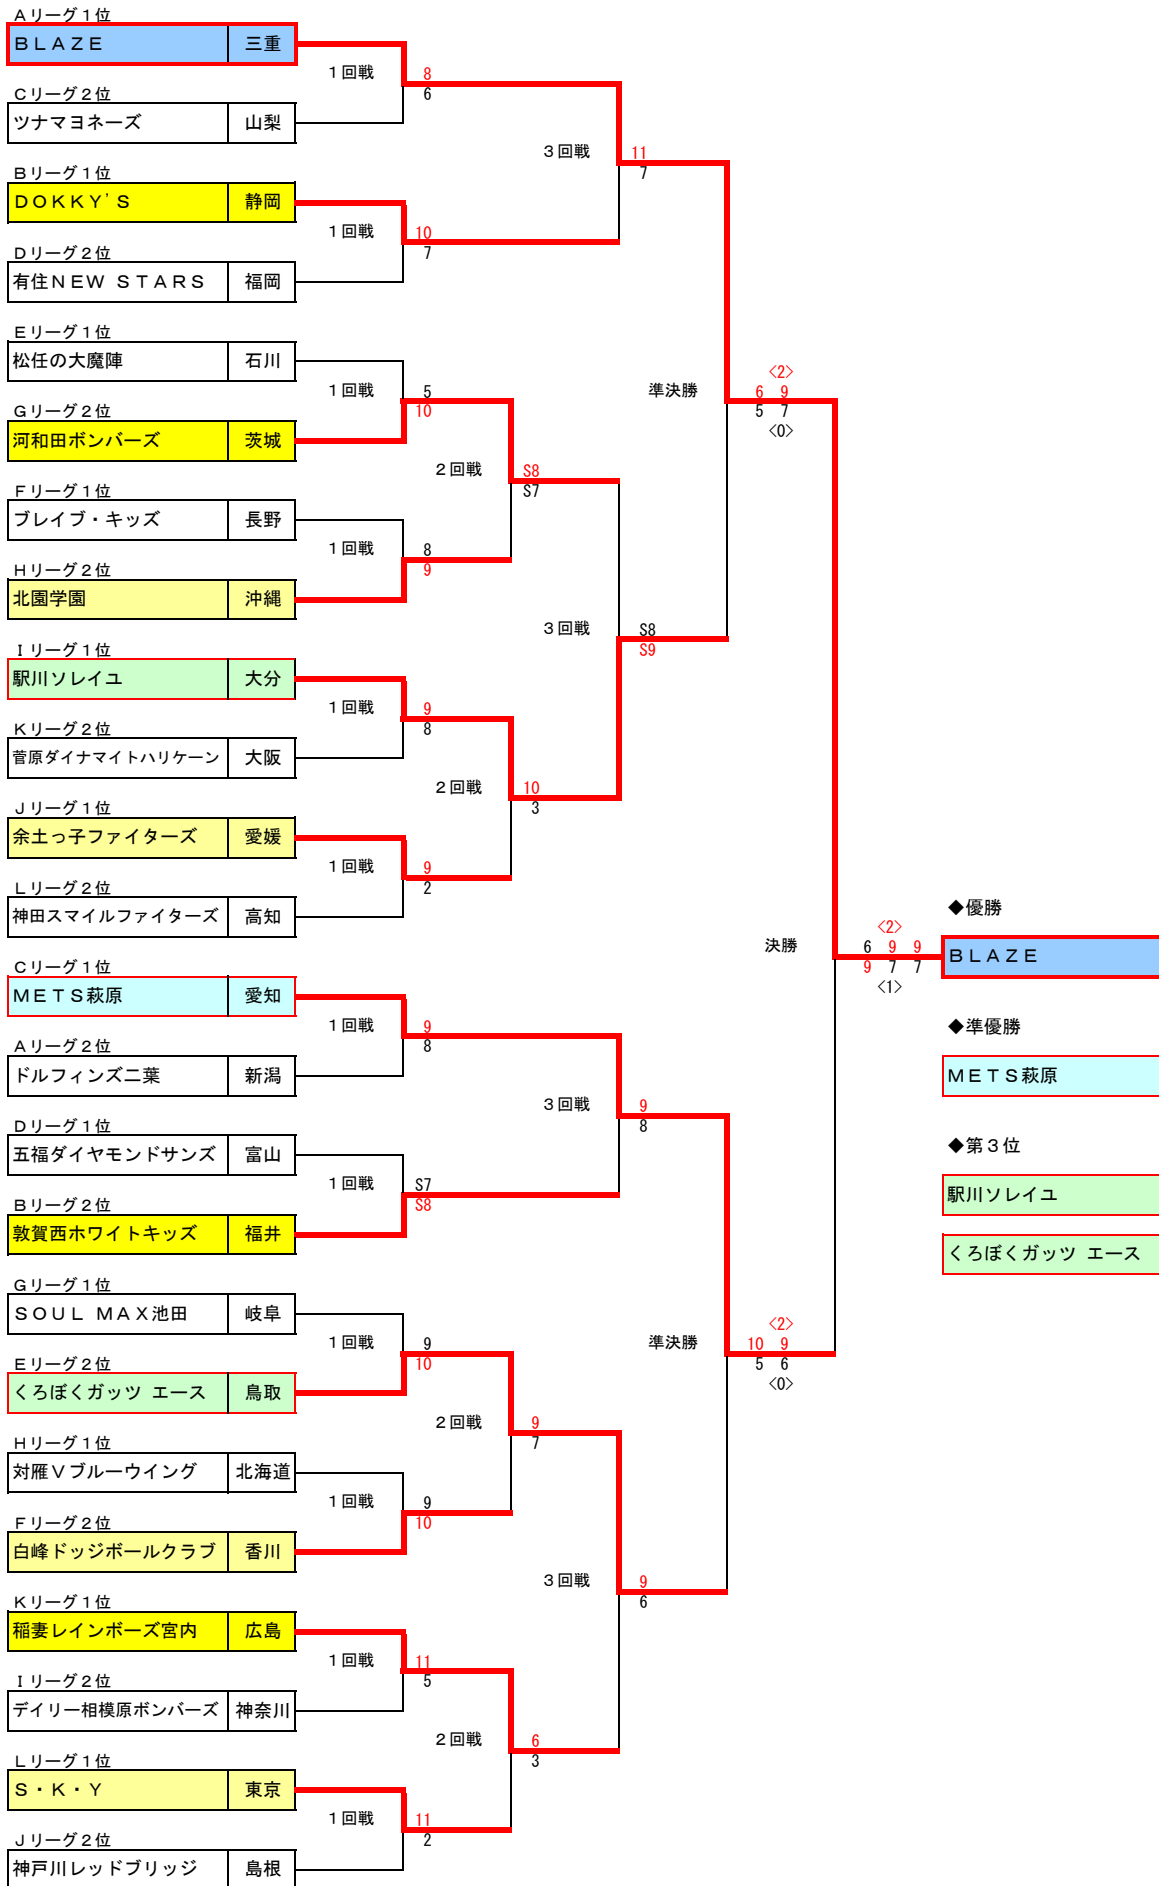 Aリーグ1位
BLAZE 三重
1回戦 8
6
Cリーグ2位
ツナマヨネーズ 山梨
3回戦 11
7
Bリーグ1位
DOKKY'S 静岡
1回戦 10
7
Dリーグ2位
有住NEW STARS 福岡
Eリーグ1位
松任の大魔陣 石川
1回戦 5
10
準決勝 <2>
6 9
5 7
<0>
Gリーグ2位
河和田ボンバーズ 茨城
2回戦 S8
S7
Fリーグ1位
ブレイブ・キッズ 長野
1回戦 8
9
Hリーグ2位
北園学園 沖縄
3回戦 S8
S9
Iリーグ1位
駅川ソレイユ 大分
1回戦 9
8
Kリーグ2位
菅原ダイナマイトハリケーン 大阪
2回戦 10
3
Jリーグ1位
余土っ子ファイターズ 愛媛
1回戦 9
2
Lリーグ2位
神田スマイルファイターズ 高知
決勝 <2>
6 9 9
9 7 7
<1>
◆優勝
BLAZE
Cリーグ1位
METS萩原 愛知
1回戦 9
8
◆準優勝
METS萩原
Aリーグ2位
ドルフィンズ二葉 新潟
3回戦 9
8
Dリーグ1位
五福ダイヤモンドサンズ 富山
1回戦 S7
S8
◆第3位
駅川ソレイユ
くろぼくガッツ エース
Bリーグ2位
敦賀西ホワイトキッズ 福井
Gリーグ1位
SOUL MAX池田 岐阜
1回戦 9
10
準決勝 <2>
10 9
5 6
<0>
Eリーグ2位
くろぼくガッツ エース 鳥取
2回戦 9
7
Hリーグ1位
対雁Vブルーウイング 北海道
1回戦 9
10
Fリーグ2位
白峰ドッジボールクラブ 香川
3回戦 9
6
Kリーグ1位
稲妻レインボーズ宮内 広島
1回戦 11
5
Iリーグ2位
デイリー相模原ボンバーズ 神奈川
2回戦 6
3
Lリーグ1位
S・K・Y 東京
1回戦 11
2
Jリーグ2位
神戸川レッドブリッジ 島根